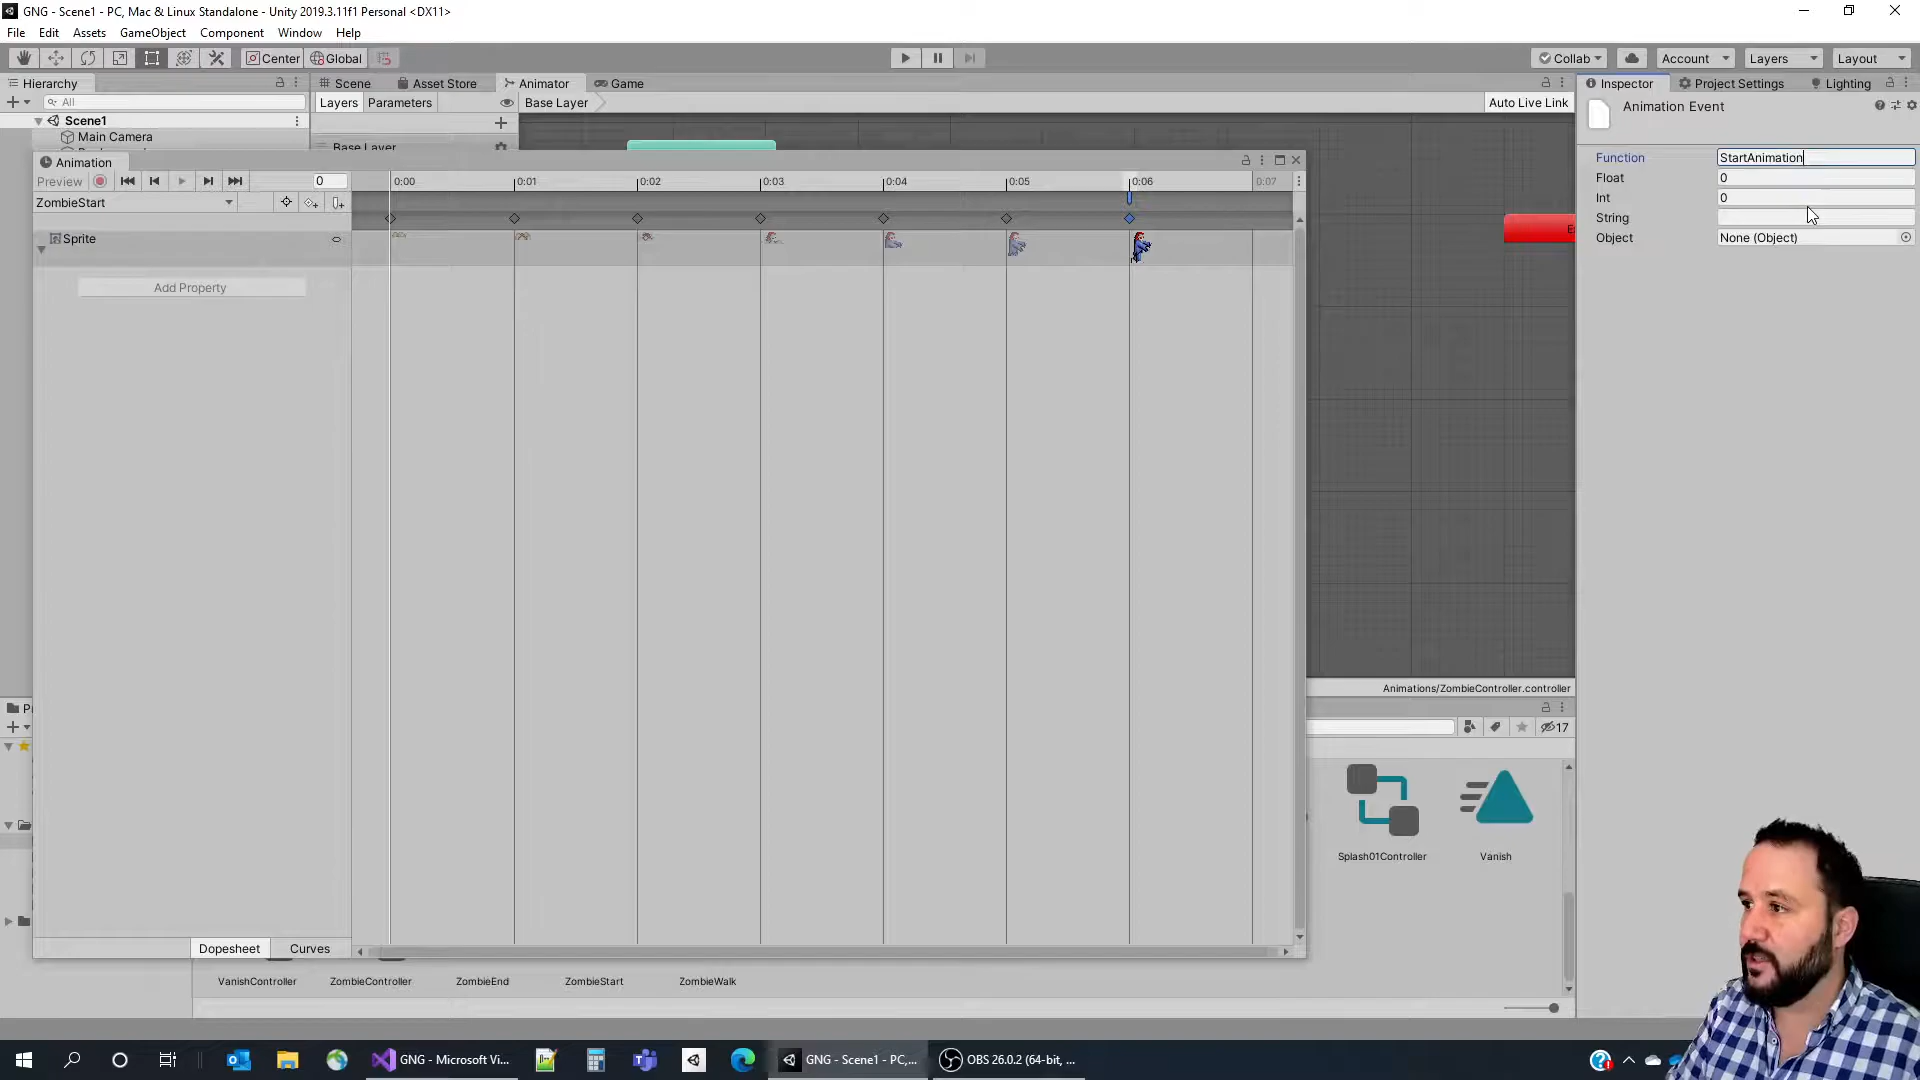 GNG - Scene1 - PC, Mac & Linux Standalone - Unity 2019.3.11f1 Personal <DX11>
File Edit Assets GameObject Component Window Help
Center Global Collab Account Layers Layout
Hierarchy Scene Asset Store Animator Game Inspector Project Settings Lighting
All Layers Parameters Base Layer Auto Live Link Animation Event
Scene1
Main Camera
Base Layer
Function StartAnimation
Float 0
Int 0
String
Object None (Object)
Animation
Preview 0 0:00 0:01 0:02 0:03 0:04 0:05 0:06 0:07
ZombieStart
Sprite
Add Property
Animations/ZombieController.controller
17
Splash01Controller Vanish
Dopesheet Curves
VanishController ZombieController ZombieEnd ZombieStart ZombieWalk
GNG - Microsoft Vi... GNG - Scene1 - PC,... OBS 26.0.2 (64-bit, ...